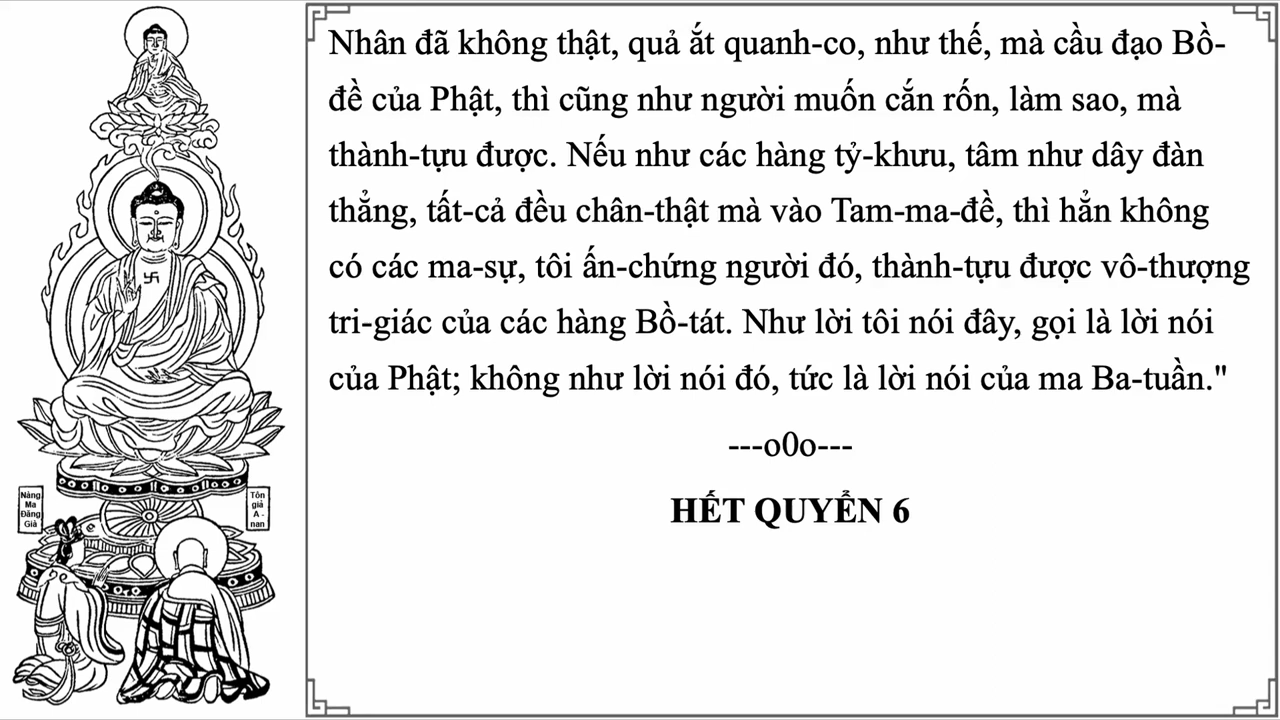 Nhân đã không thật, quả ắt quanh-co, như thế, mà cầu đạo Bồ-
đề của Phật, thì cũng như người muốn cắn rốn, làm sao, mà
thành-tựu được. Nếu như các hàng tỷ-khưu, tâm như dây đàn
thẳng, tất-cả đều chân-thật mà vào Tam-ma-đề, thì hẳn không
có các ma-sự, tôi ấn-chứng người đó, thành-tựu được vô-thượng
tri-giác của các hàng Bồ-tát. Như lời tôi nói đây, gọi là lời nói
của Phật; không như lời nói đó, tức là lời nói của ma Ba-tuần."
---o0o---
HẾT QUYỂN 6
Nàng
Ma
Đăng
Già
Tôn
giả
A -
nan